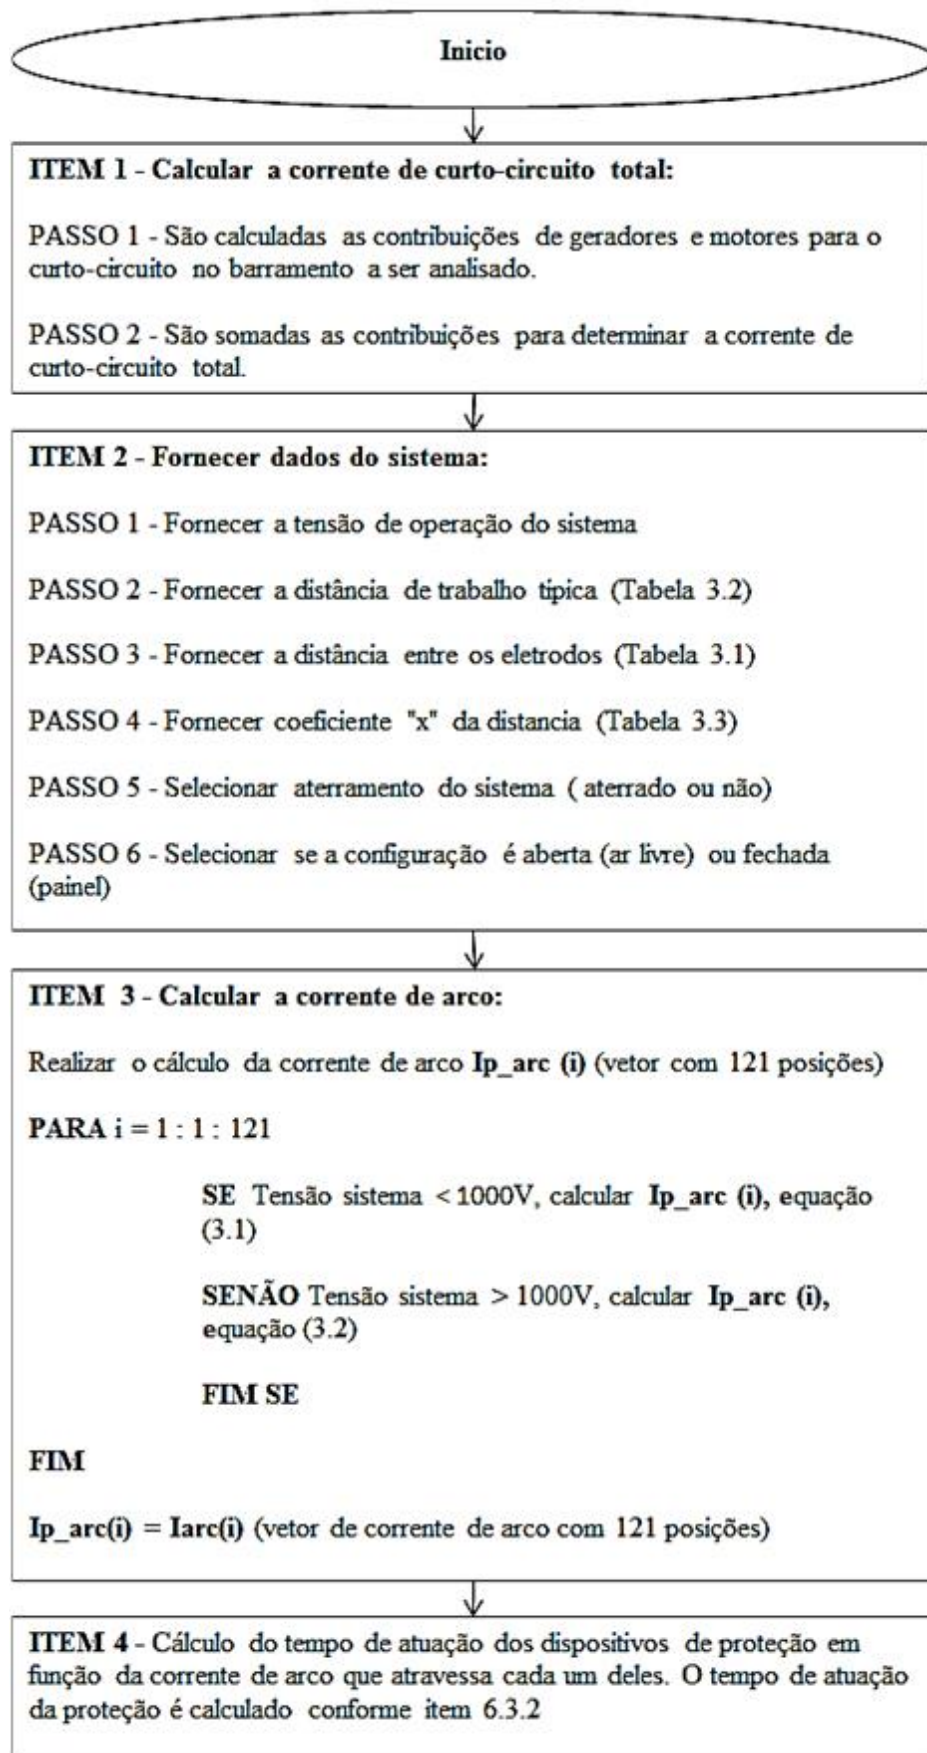 Inicio
ITEM 1 - Calcular a corrente de curto-circuito total:
PASSO 1 - São calculadas as contribuições de geradores e motores para o
curto-circuito no barramento a ser analisado.
PASSO 2 - São somadas as contribuições para determinar a corrente de
curto-circuito total.
ITEM 2 - Fornecer dados do sistema:
PASSO 1 - Fornecer a tensão de operação do sistema
PASSO 2 - Fornecer a distância de trabalho típica (Tabela 3.2)
PASSO 3 - Fornecer a distância entre os eletrodos (Tabela 3.1)
PASSO 4 - Fornecer coeficiente "x" da distancia (Tabela 3.3)
PASSO 5 - Selecionar aterramento do sistema ( aterrado ou não)
PASSO 6 - Selecionar se a configuração é aberta (ar livre) ou fechada
(painel)
ITEM 3 - Calcular a corrente de arco:
Realizar o cálculo da corrente de arco Ip_arc (i) (vetor com 121 posições)
PARA i = 1 : 1 : 121
SE Tensão sistema < 1000V, calcular Ip_arc (i), equação
(3.1)
SENÃO Tensão sistema > 1000V, calcular Ip_arc (i),
equação (3.2)
FIM SE
FIM
Ip_arc(i) = Iarc(i) (vetor de corrente de arco com 121 posições)
ITEM 4 - Cálculo do tempo de atuação dos dispositivos de proteção em
função da corrente de arco que atravessa cada um deles. O tempo de atuação
da proteção é calculado conforme item 6.3.2